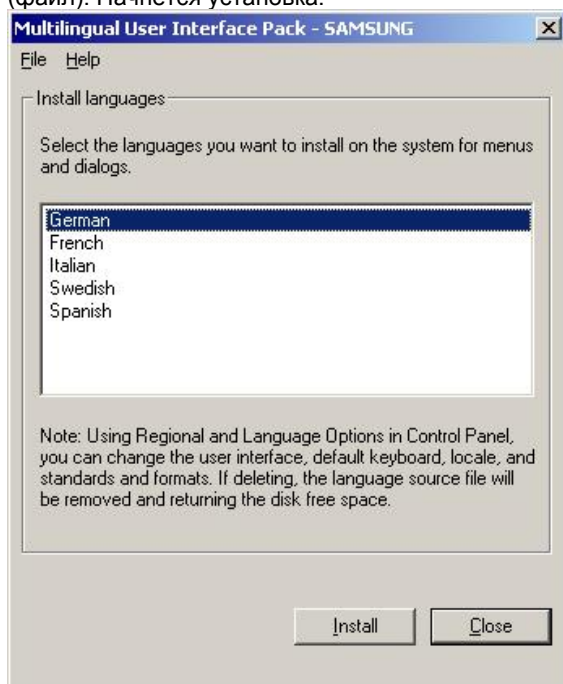 (файл). Начнется установка.
Multilingual User Interface Pack - SAMSUNG
File Help
Install languages
Select the languages you want to install on the system for menus
and dialogs.
German
French
Italian
Swedish
Spanish
Note: Using Regional and Language Options in Control Panel,
you can change the user interface, default keyboard, locale, and
standards and formats. If deleting, the language source file will
be removed and returning the disk free space.
Install Close